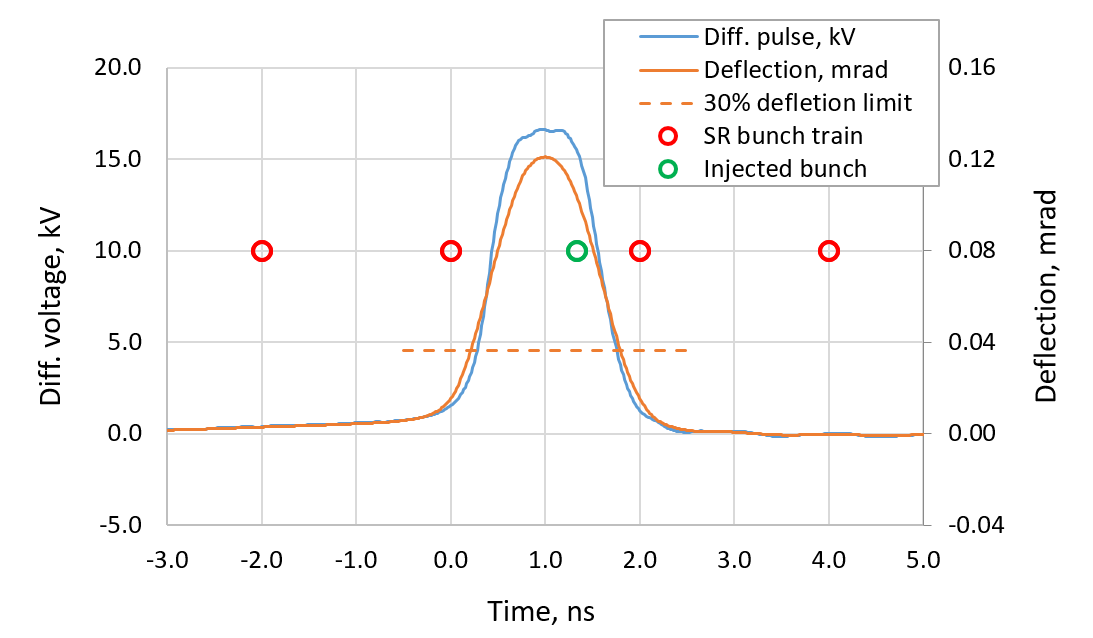 Diff. pulse, kV
Deflection, mrad
30% defletion limit
SR bunch train
Injected bunch
20.0
15.0
10.0
5.0
0.0
-5.0
Diff. voltage, kV
0.16
0.12
0.08
0.04
0.00
-0.04
Deflection, mrad
-3.0 -2.0 -1.0 0.0 1.0 2.0 3.0 4.0 5.0
Time, ns